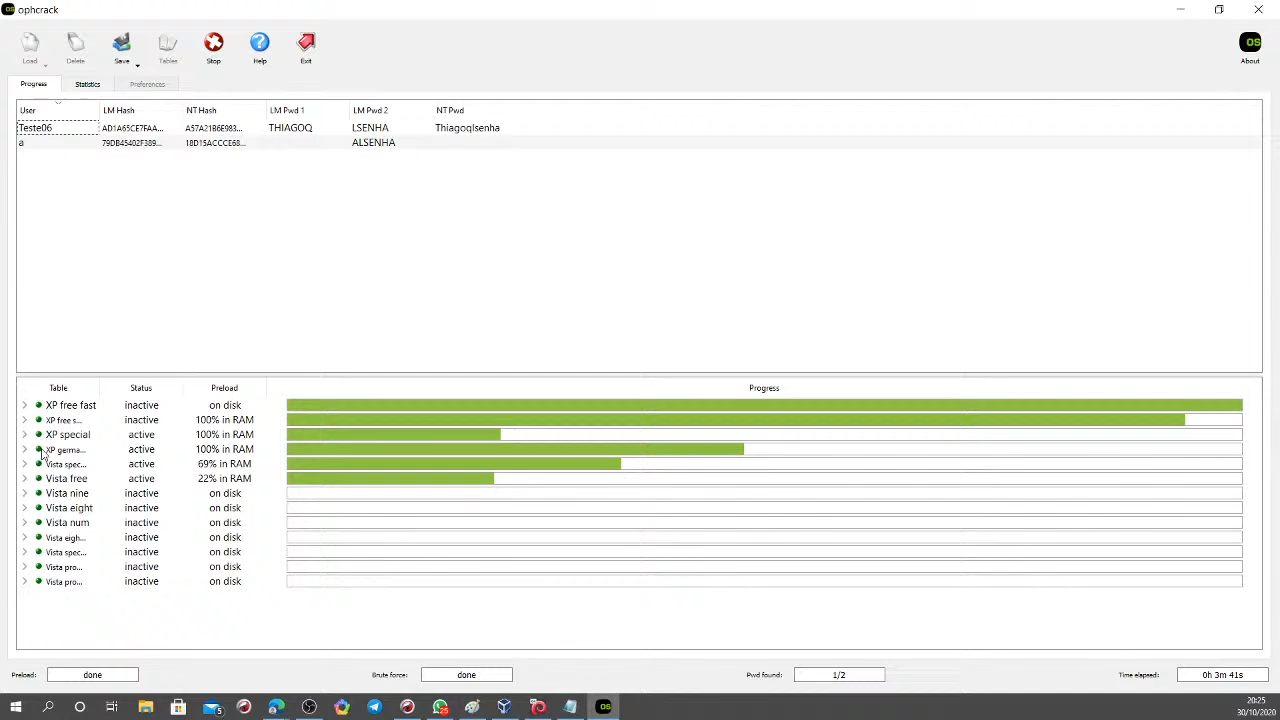 ophcrack
Load Delete Save Tables Stop Help Exit OS About
Progress Statistics Preferences
User LM Hash NT Hash LM Pwd 1 LM Pwd 2 NT Pwd
Teste06 AD1A65CE7FAA... A57A21B6E983... THIAGOQ LSENHA Thiagoqlsenha
a 79DB45402F389... 18D15ACCCE68... ALSENHA
Table Status Preload Progress
XP free fast inactive on disk
XP free s... inactive 100% in RAM
XP special active 100% in RAM
XP germa... active 100% in RAM
Vista spec... active 69% in RAM
Vista free active 22% in RAM
Vista nine inactive on disk
Vista eight inactive on disk
Vista num inactive on disk
Vista eigh... inactive on disk
Vista spec... inactive on disk
Vista pro... inactive on disk
Vista pro... inactive on disk
Preload: done Brute force: done Pwd found: 1/2 Time elapsed: 0h 3m 41s
5 25 OS 20:25
30/10/2020